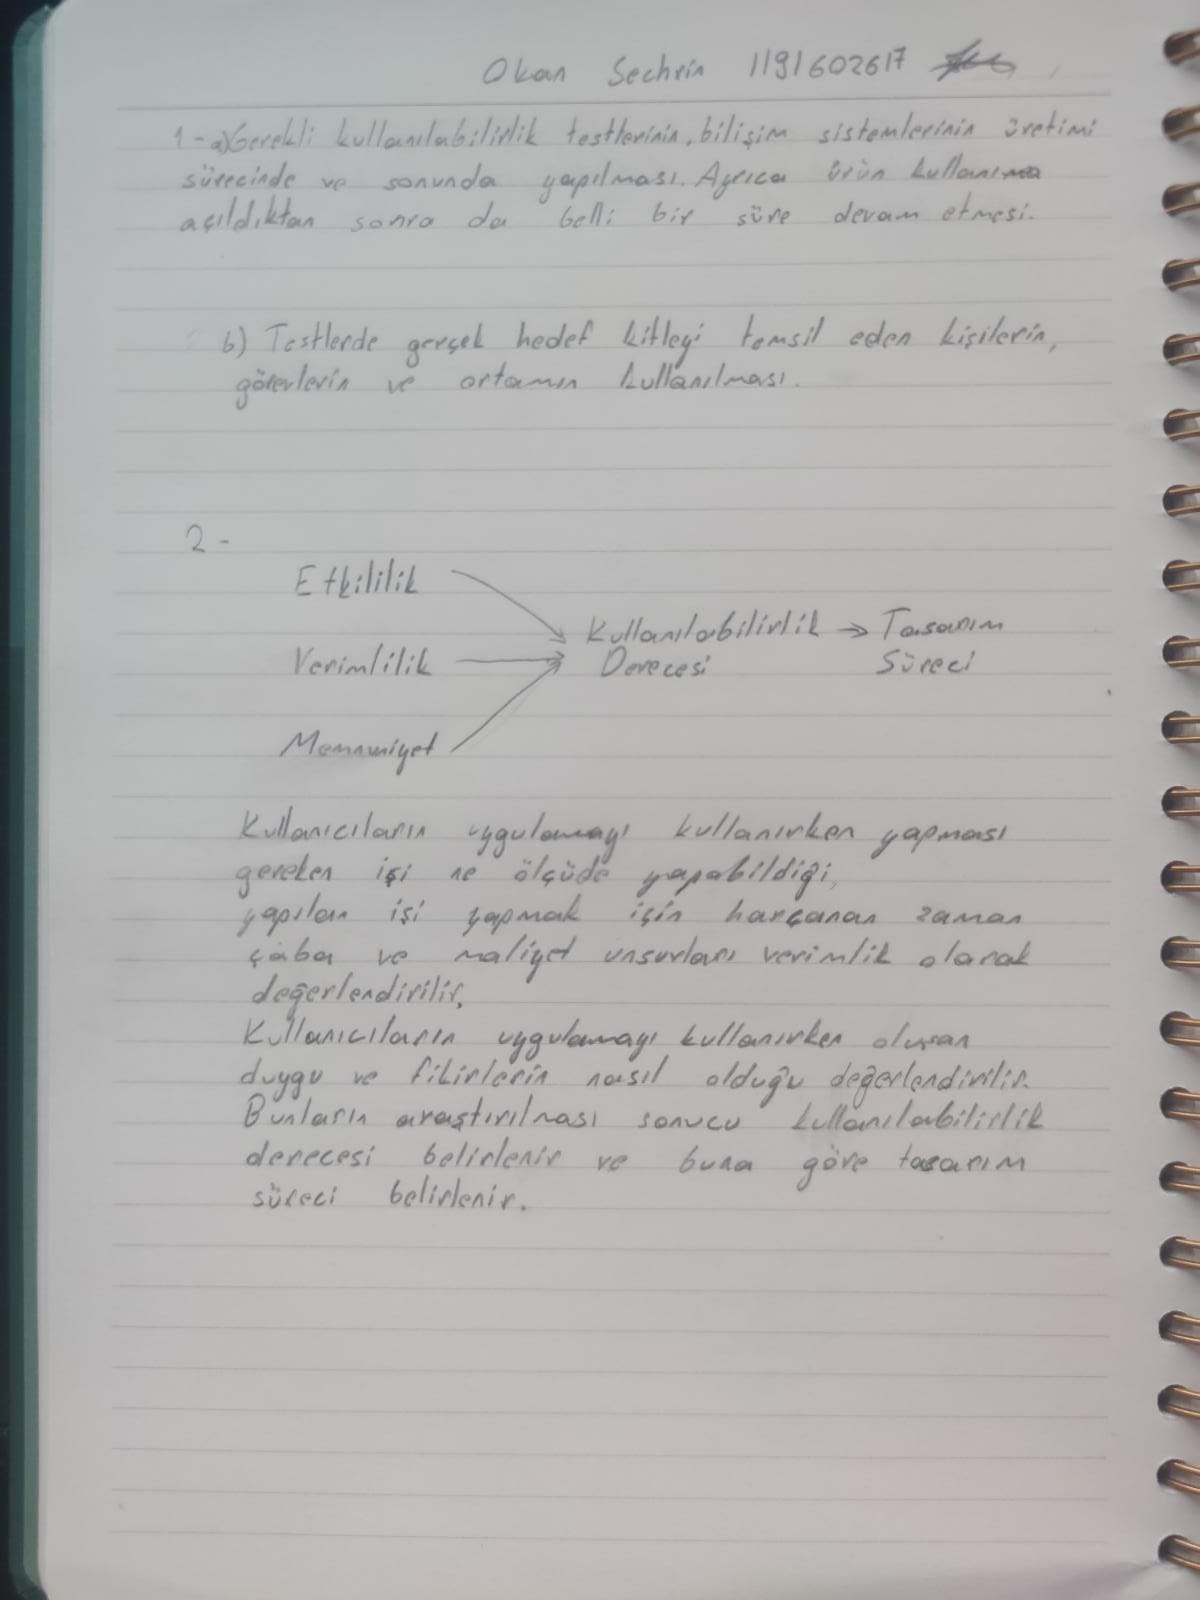 Okan Sechrin 1191602617
1-a) Gerekli kullanılabilirlik testlerinin, bilişim sistemlerinin üretimi
sürecinde ve sonunda yapılması. Ayrıca ürün kullanıma
açıldıktan sonra da belli bir süre devam etmesi.
b) Testlerde gerçek hedef kitleyi temsil eden kişilerin,
görevlerin ve ortamın kullanılması.
2-
Etkililik
Kullanılabilirlik → Tasarım
Verimlilik
Derecesi Süreci
Memnuniyet
Kullanıcıların uygulamayı kullanırken yapması
gereken işi ne ölçüde yapabildiği,
yapılan işi yapmak için harcanan zaman
çaba ve maliyet unsurları verimlik olarak
değerlendirilir.
Kullanıcıların uygulamayı kullanırken oluşan
duygu ve fikirlerin nasıl olduğu değerlendirilir.
Bunların araştırılması sonucu kullanılabilirlik
derecesi belirlenir ve buna göre tasarım
süreci belirlenir.